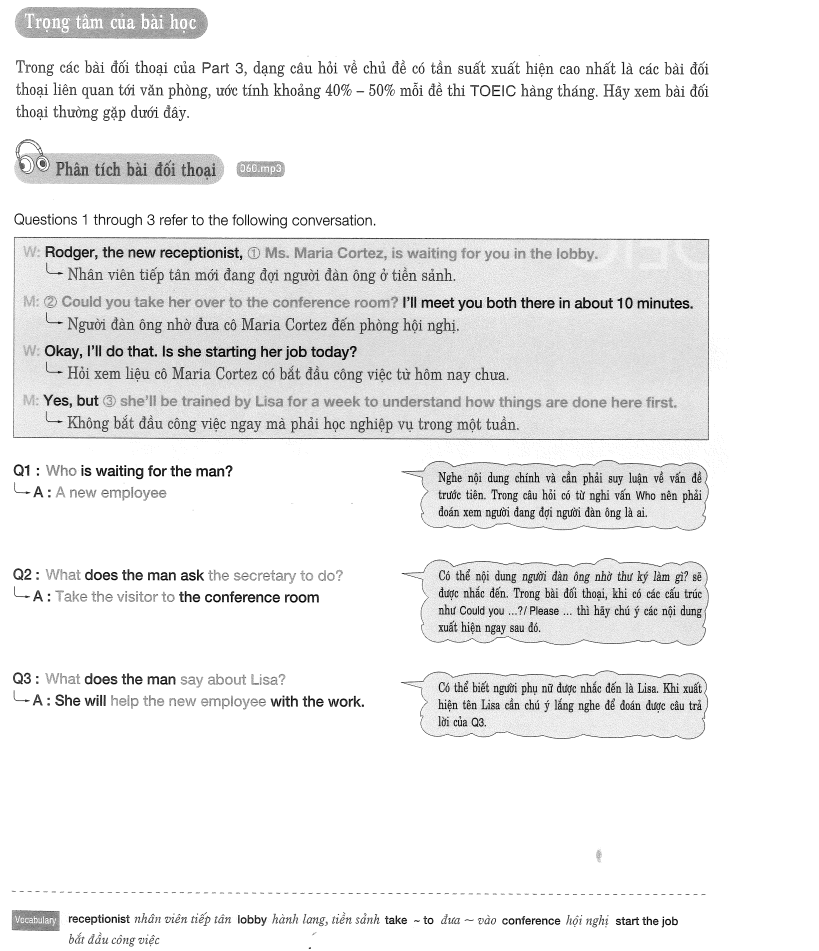 Trọng tâm của bài học
Trong các bài đối thoại của Part 3, dạng câu hỏi về chủ đề có tần suất xuất hiện cao nhất là các bài đối
thoại liên quan tới văn phòng, ước tính khoảng 40% – 50% mỗi đề thi TOEIC hàng tháng. Hãy xem bài đối
thoại thường gặp dưới đây.
Phân tích bài đối thoại 060.mp3
Questions 1 through 3 refer to the following conversation.
W: Rodger, the new receptionist, ① Ms. Maria Cortez, is waiting for you in the lobby.
Nhân viên tiếp tân mới đang đợi người đàn ông ở tiền sảnh.
M: ② Could you take her over to the conference room? I'll meet you both there in about 10 minutes.
Người đàn ông nhờ đưa cô Maria Cortez đến phòng hội nghị.
W: Okay, I'll do that. Is she starting her job today?
Hỏi xem liệu cô Maria Cortez có bắt đầu công việc từ hôm nay chưa.
M: Yes, but ③ she'll be trained by Lisa for a week to understand how things are done here first.
Không bắt đầu công việc ngay mà phải học nghiệp vụ trong một tuần.
Q1 : Who is waiting for the man?
A : A new employee
Nghe nội dung chính và cần phải suy luận về vấn đề
trước tiên. Trong câu hỏi có từ nghi vấn Who nên phải
đoán xem người đang đợi người đàn ông là ai.
Q2 : What does the man ask the secretary to do?
A : Take the visitor to the conference room
Có thể nội dung người đàn ông nhờ thư ký làm gì? sẽ
được nhắc đến. Trong bài đối thoại, khi có các cấu trúc
như Could you ...?/ Please ... thì hãy chú ý các nội dung
xuất hiện ngay sau đó.
Q3 : What does the man say about Lisa?
A : She will help the new employee with the work.
Có thể biết người phụ nữ được nhắc đến là Lisa. Khi xuất
hiện tên Lisa cần chú ý lắng nghe để đoán được câu trả
lời của Q3.
Vocabulary receptionist nhân viên tiếp tân lobby hành lang, tiền sảnh take ~ to đưa ~ vào conference hội nghị start the job
bắt đầu công việc